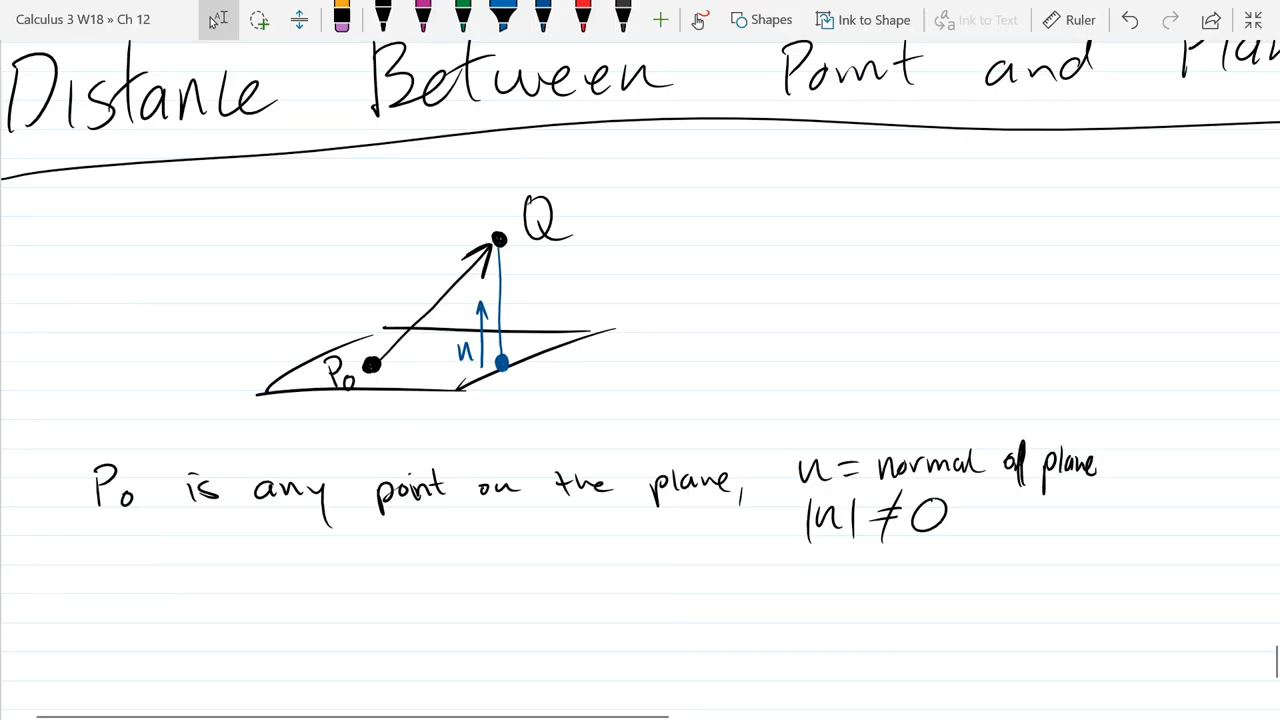 Calculus 3 W18 » Ch 12
Shapes
Ink to Shape
Ink to Text
Ruler
Distance Between Point and Plan
Q
n
P₀
P₀ is any point on the plane, n = normal of plane
|n| ≠ 0